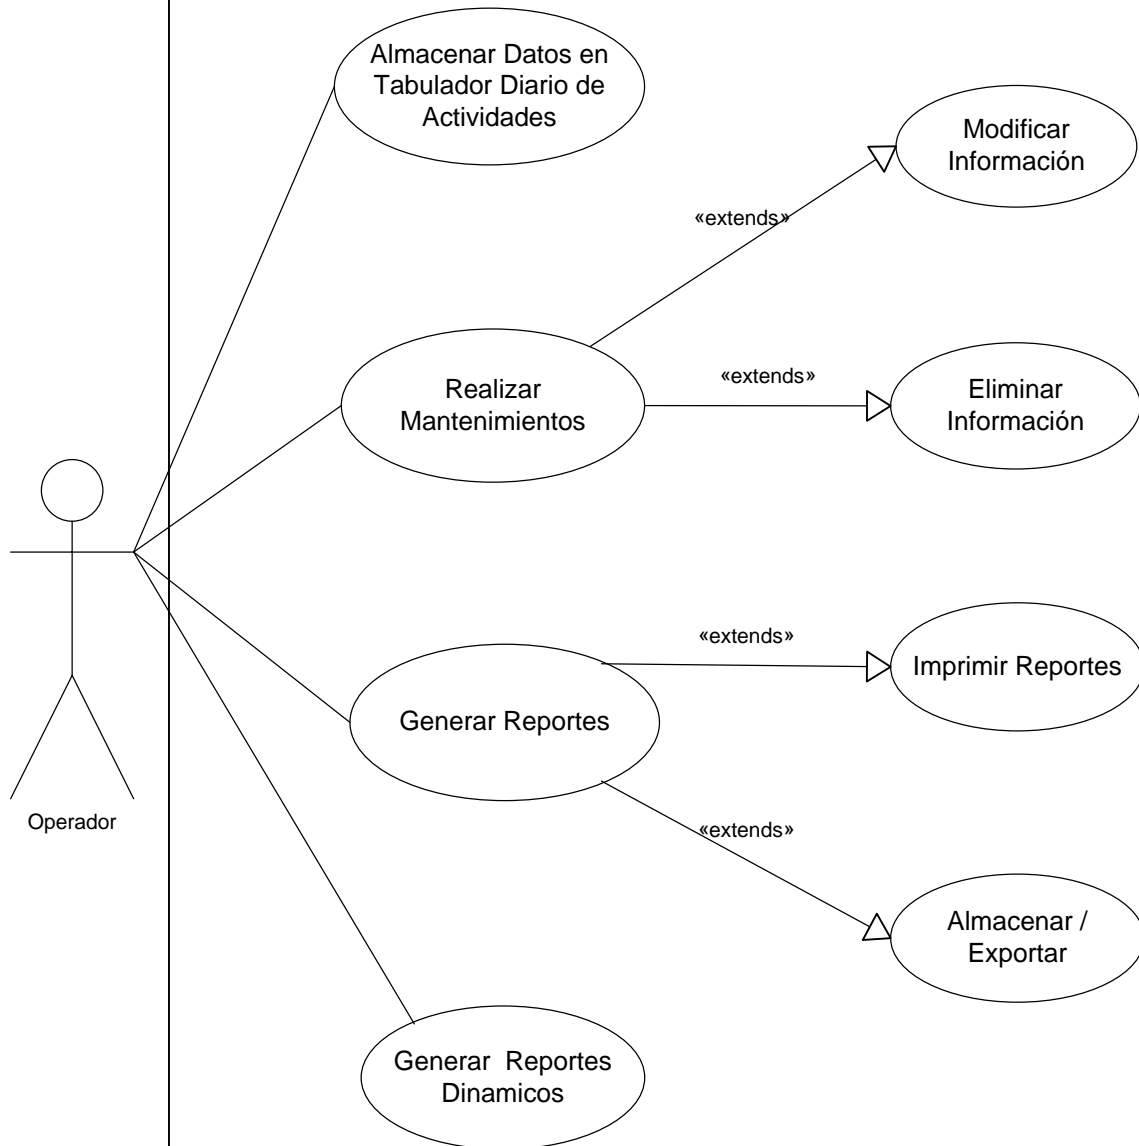 Almacenar Datos en
Tabulador Diario de
Actividades
Modificar
Información
«extends»
Realizar
Mantenimientos
«extends»
Eliminar
Información
Operador
Generar Reportes
«extends»
Imprimir Reportes
«extends»
Almacenar /
Exportar
Generar  Reportes
Dinamicos